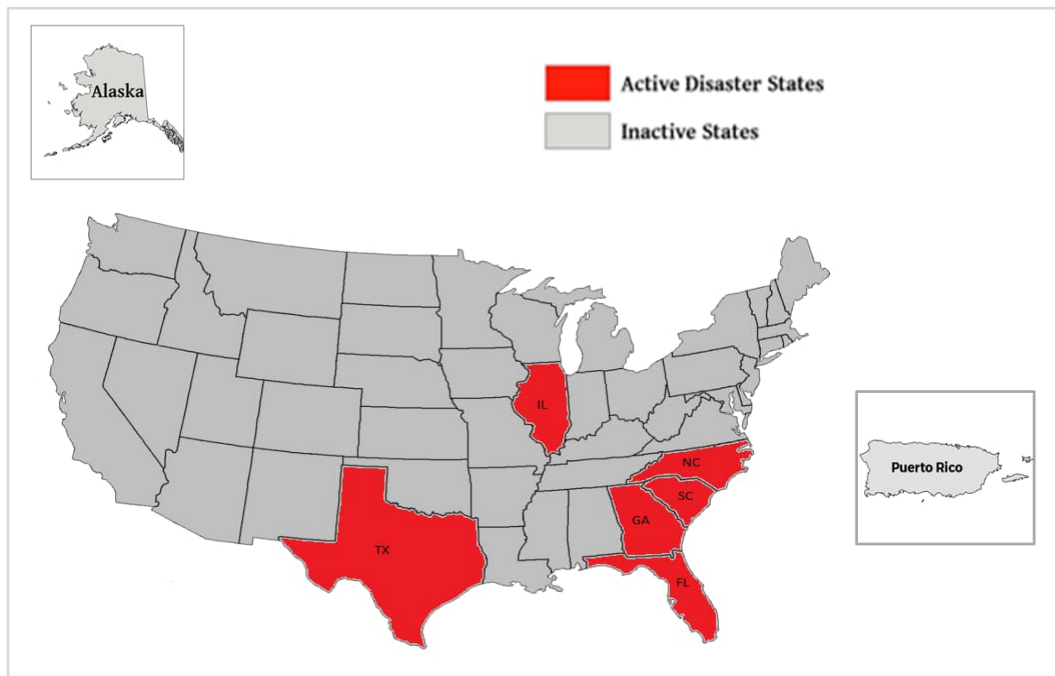 Alaska
Active Disaster States
Inactive States
IL
NC
SC
GA
TX
FL
Puerto Rico